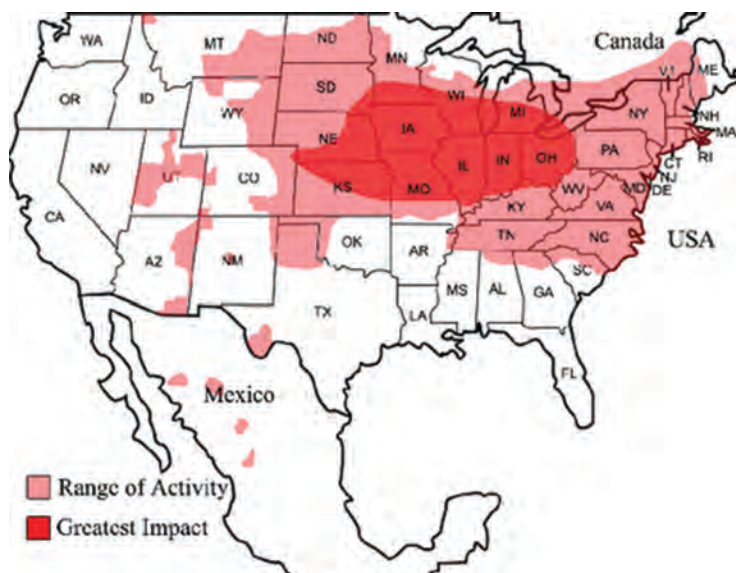 WA
MT
ND
MN
Canada
VT
ME
OR
ID
SD
WI
MI
NY
NH
MA
WY
NE
IA
PA
CT
RI
NV
UT
CO
IL
IN
OH
NJ
DE
MD
WV
VA
CA
KS
MO
KY
USA
AZ
NM
OK
AR
TN
NC
SC
TX
MS
AL
GA
LA
FL
Mexico
Range of Activity
Greatest Impact